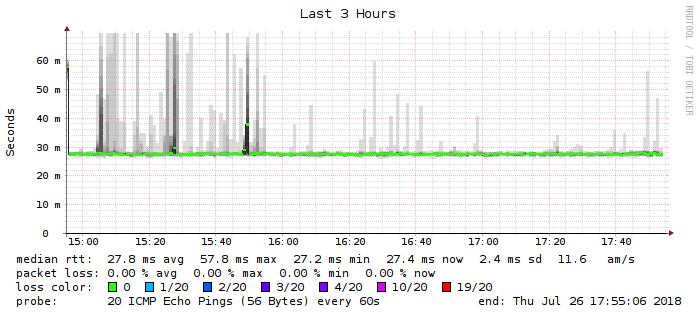 Last 3 Hours
RRDTOOL / TOBI OETIKER
Seconds
60 m
50 m
40 m
30 m
20 m
10 m
0
15:00 15:20 15:40 16:00 16:20 16:40 17:00 17:20 17:40
median rtt: 27.8 ms avg 57.8 ms max 27.2 ms min 27.4 ms now 2.4 ms sd 11.6 am/s
packet loss: 0.00 % avg 0.00 % max 0.00 % min 0.00 % now
loss color: 0 1/20 2/20 3/20 4/20 10/20 19/20
probe: 20 ICMP Echo Pings (56 Bytes) every 60s end: Thu Jul 26 17:55:06 2018